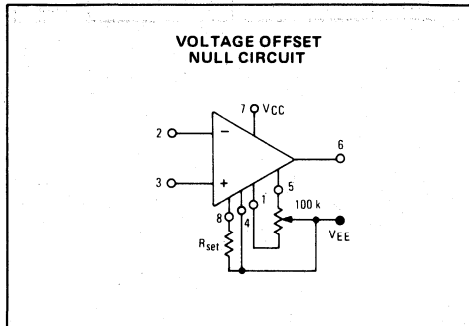 VOLTAGE OFFSET
NULL CIRCUIT
7 VCC
2
−
6
3
+
5
1
100 k
8
4
Rset
VEE